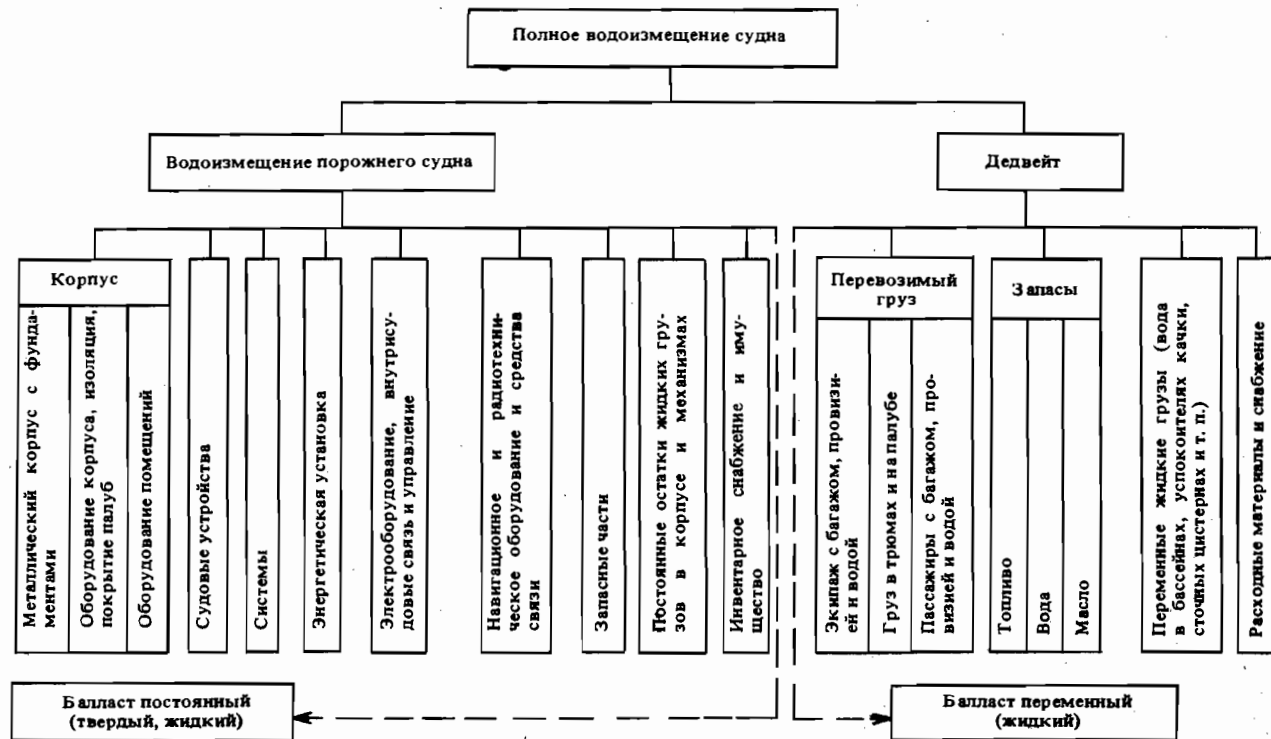 Полное водоизмещение судна
Водоизмещение порожнего судна
Дедвейт
Корпус
Металлический корпус с фунда-
ментами
Оборудование корпуса, изоляция,
покрытие палуб
Оборудование помещений
Судовые устройства
Системы
Энергетическая установка
Электрооборудование, внутрису-
довые связь и управление
Навигационное и радиотехни-
ческое оборудование и средства
связи
Запасные части
Постоянные остатки жидких гру-
зов в корпусе и механизмах
Инвентарное снабжение и иму-
щество
Перевозимый
груз
Экипаж с багажом, провизи-
ей и водой
Груз в трюмах и на палубе
Пассажиры с багажом, про-
визией и водой
Запасы
Топливо
Вода
Масло
Переменные жидкие грузы (вода
в бассейнах, успокоителях качки,
сточных цистернах и т. п.)
Расходные материалы и снабжение
Балласт постоянный
(твердый, жидкий)
Балласт переменный
(жидкий)